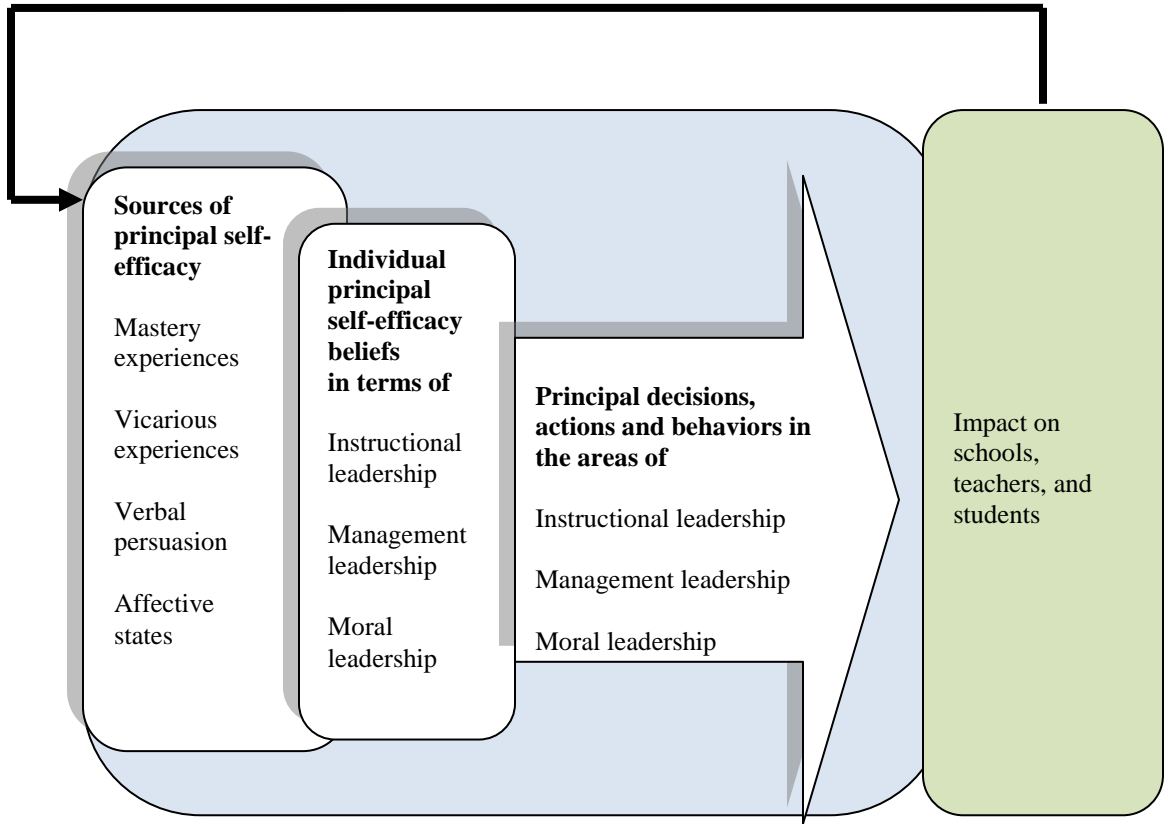 Sources of
principal self-
efficacy
Mastery
experiences
Vicarious
experiences
Verbal
persuasion
Affective
states
Individual
principal
self-efficacy
beliefs
in terms of
Instructional
leadership
Management
leadership
Moral
leadership
Principal decisions,
actions and behaviors in
the areas of
Instructional leadership
Management leadership
Moral leadership
Impact on
schools,
teachers, and
students